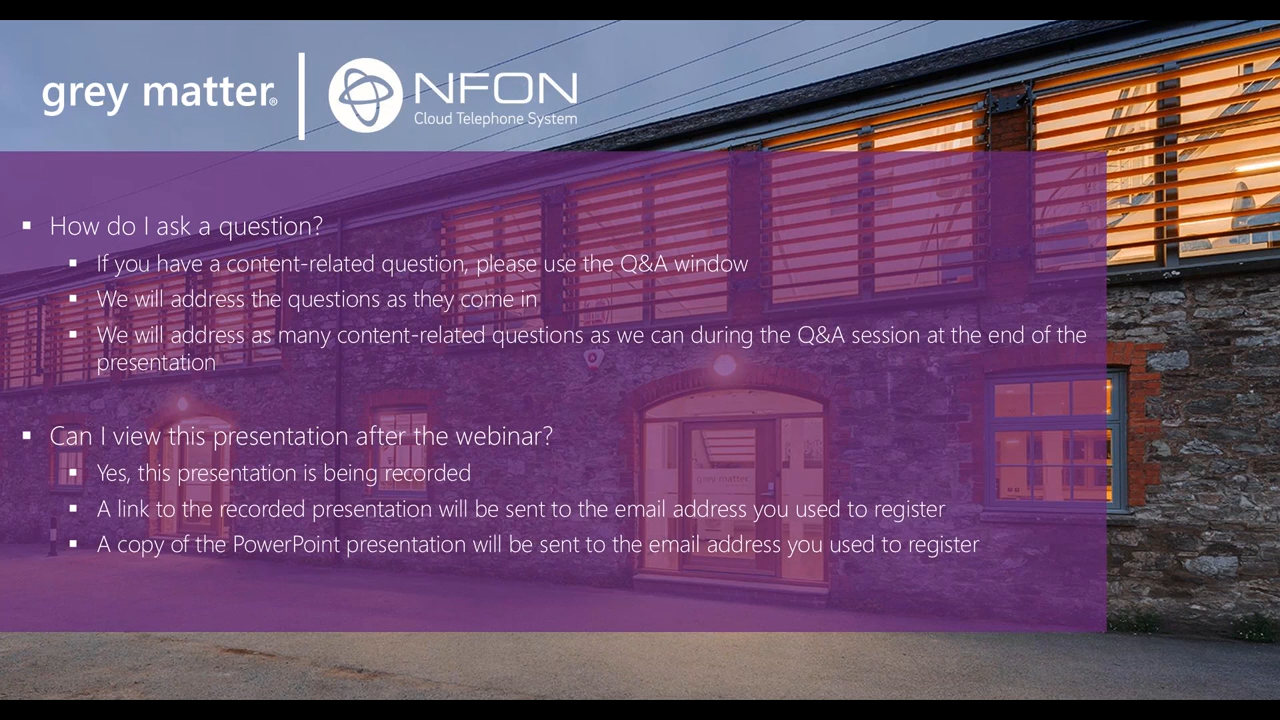 grey matter®
NFON
Cloud Telephone System
▪ How do I ask a question?
▪ If you have a content-related question, please use the Q&A window
▪ We will address the questions as they come in
▪ We will address as many content-related questions as we can during the Q&A session at the end of the
presentation
▪ Can I view this presentation after the webinar?
▪ Yes, this presentation is being recorded
▪ A link to the recorded presentation will be sent to the email address you used to register
▪ A copy of the PowerPoint presentation will be sent to the email address you used to register
grey matter